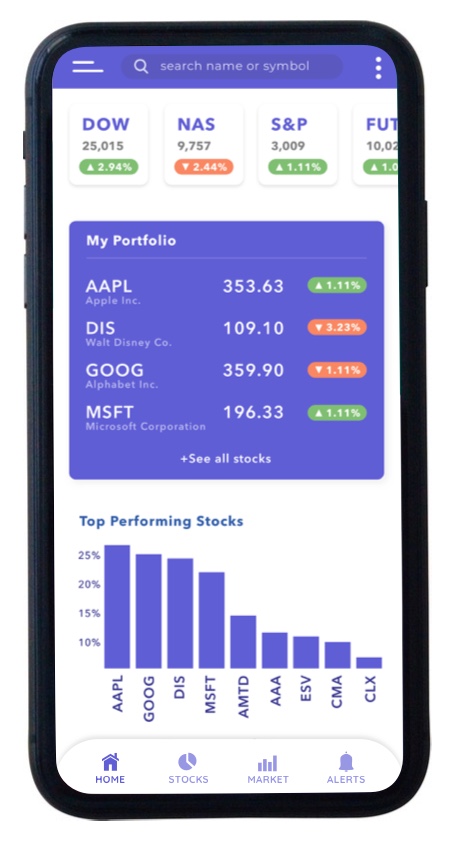 search name or symbol
DOW NAS S&P FUT
25,015 9,757 3,009 10,02
▲ 2.94% ▼ 2.44% ▲ 1.11% ▲ 1.0
My Portfolio
AAPL 353.63 ▲ 1.11%
Apple Inc.
DIS 109.10 ▼ 3.23%
Walt Disney Co.
GOOG 359.90 ▼ 1.11%
Alphabet Inc.
MSFT 196.33 ▲ 1.11%
Microsoft Corporation
+See all stocks
Top Performing Stocks
25%
20%
15%
10%
AAPL GOOG DIS MSFT AMTD AAA ESV CMA CLX
HOME STOCKS MARKET ALERTS